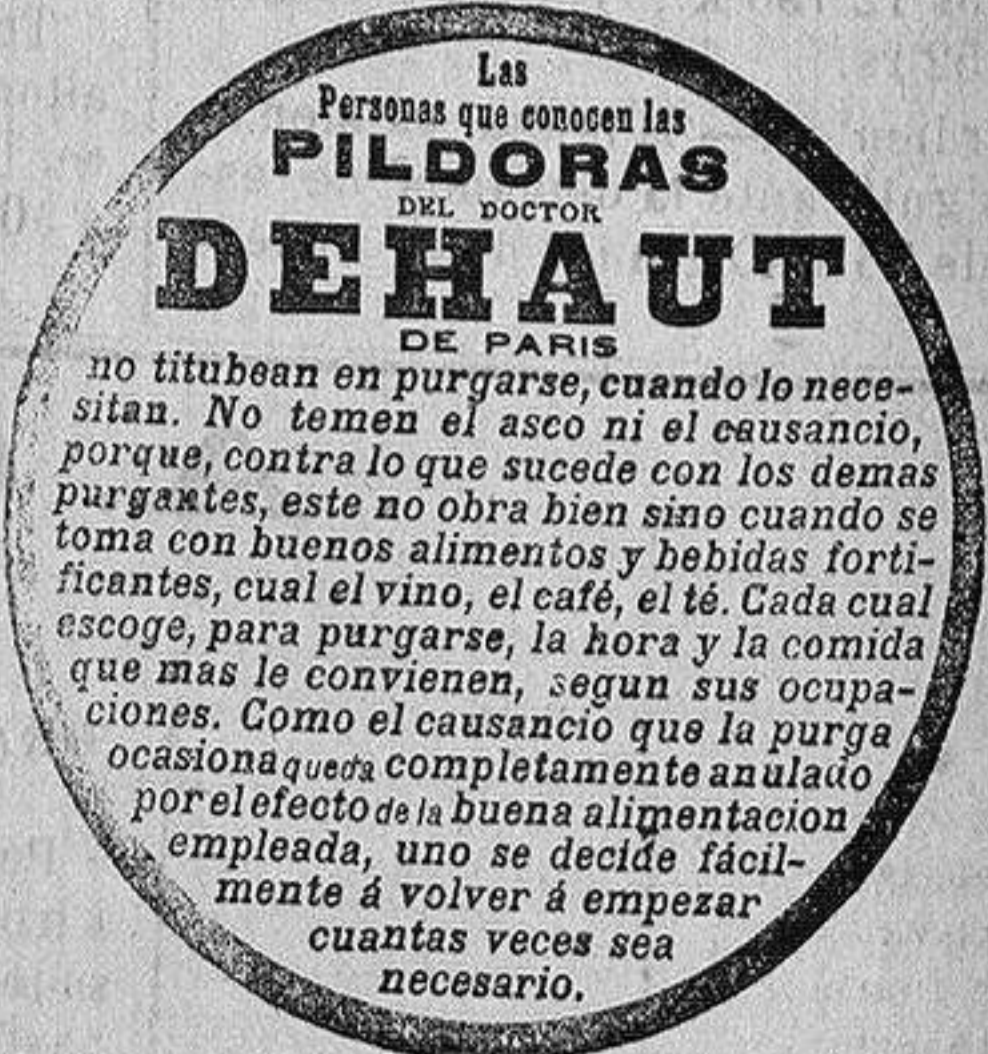 Las
Personas que conocen las
PILDORAS
DEL DOCTOR
DEHAUT
DE PARIS
no titubean en purgarse, cuando lo nece-
sitan. No temen el asco ni el causancio,
porque, contra lo que sucede con los demas
purgantes, este no obra bien sino cuando se
toma con buenos alimentos y bebidas forti-
ficantes, cual el vino, el café, el té. Cada cual
escoge, para purgarse, la hora y la comida
que mas le convienen, segun sus ocupa-
ciones. Como el causancio que la purga
ocasiona queda completamente anulado
por el efecto de la buena alimentacion
empleada, uno se decide fácil-
mente á volver á empezar
cuantas veces sea
necesario.